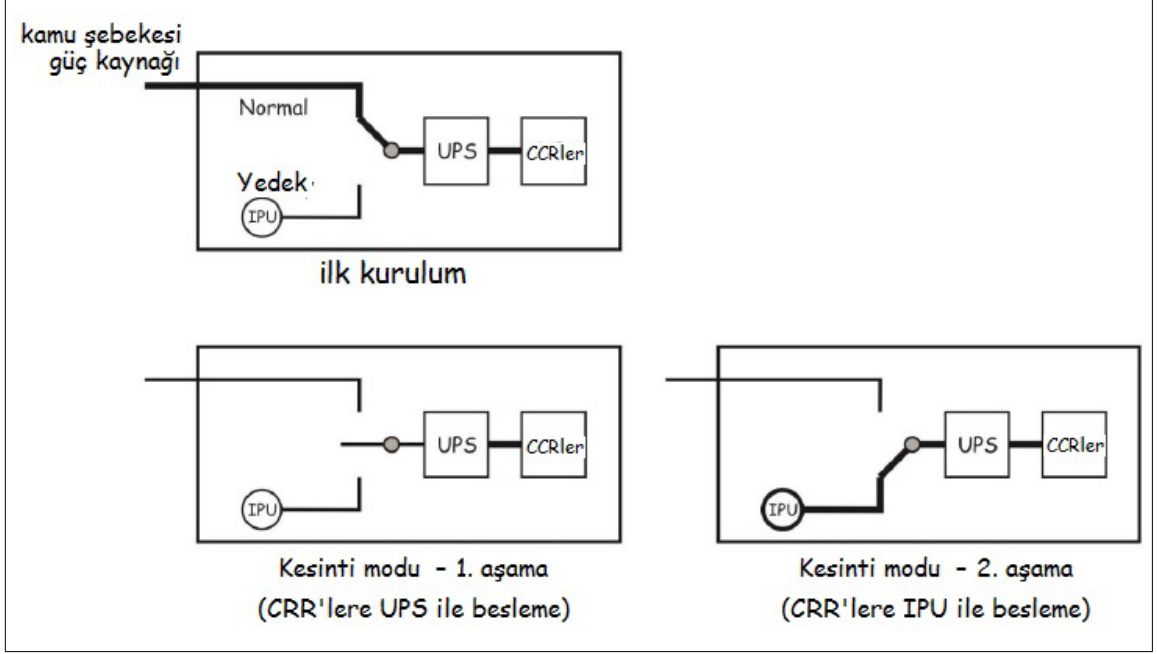 kamu şebekesi
güç kaynağı
Normal
UPS
CCRler
Yedek
IPU
ilk kurulum
UPS
CCRler
IPU
Kesinti modu - 1. aşama
(CRR'lere UPS ile besleme)
UPS
CCRler
IPU
Kesinti modu - 2. aşama
(CRR'lere IPU ile besleme)